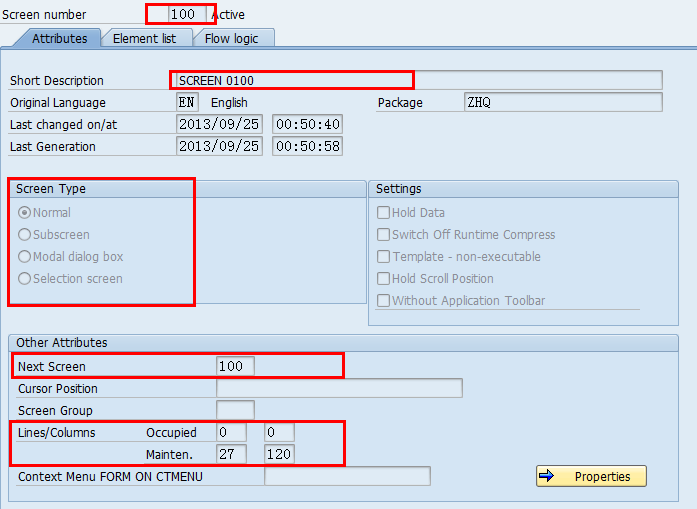 Screen number 100 Active
Attributes Element list Flow logic
Short Description SCREEN 0100
Original Language EN English Package ZHQ
Last changed on/at 2013/09/25 00:50:40
Last Generation 2013/09/25 00:50:58
Screen Type
Normal
Subscreen
Modal dialog box
Selection screen
Settings
Hold Data
Switch Off Runtime Compress
Template - non-executable
Hold Scroll Position
Without Application Toolbar
Other Attributes
Next Screen 100
Cursor Position
Screen Group
Lines/Columns Occupied 0 0
Mainten. 27 120
Context Menu FORM ON CTMENU Properties